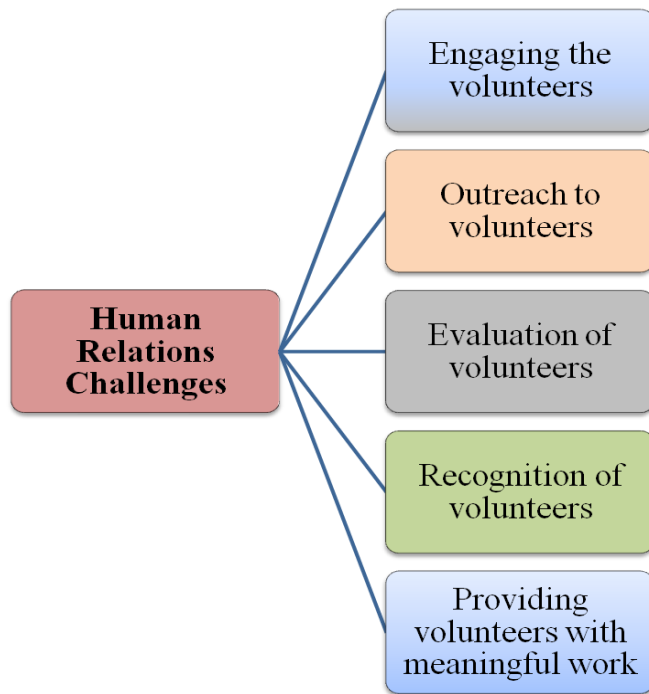 Engaging the
volunteers
Outreach to
volunteers
Human
Relations
Challenges
Evaluation of
volunteers
Recognition of
volunteers
Providing
volunteers with
meaningful work